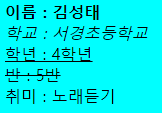 이름 : 김성태
학교 : 서경초등학교
학년 : 4학년
반 : 5반
취미 : 노래듣기